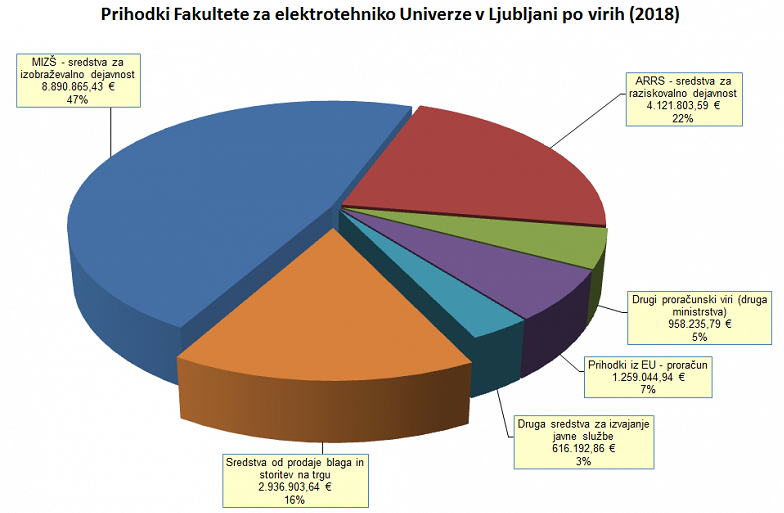 Prihodki Fakultete za elektrotehniko Univerze v Ljubljani po virih (2018)
MIZŠ - sredstva za
izobraževalno dejavnost
8.890.865,43 €
47%
ARRS - sredstva za
raziskovalno dejavnost
4.121.803,59 €
22%
Drugi proračunski viri (druga
ministrstva)
958.235,79 €
5%
Prihodki iz EU - proračun
1.259.044,94 €
7%
Druga sredstva za izvajanje
javne službe
616.192,86 €
3%
Sredstva od prodaje blaga in
storitev na trgu
2.936.903,64 €
16%